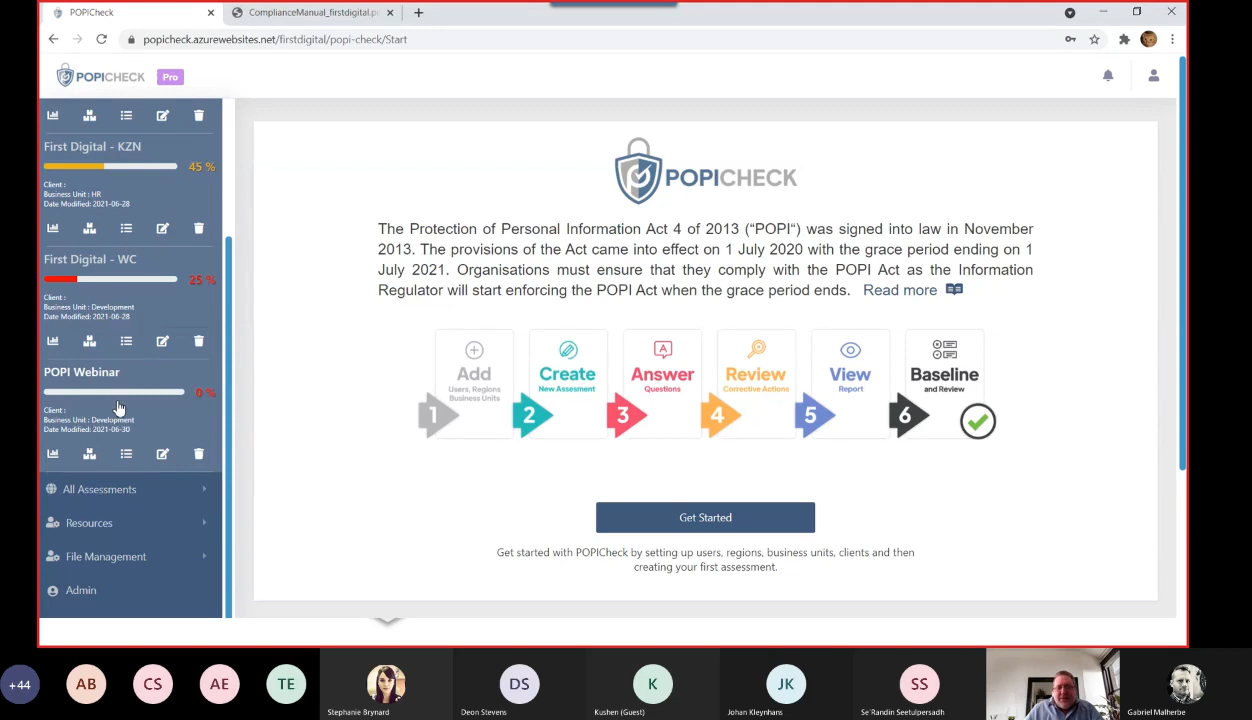 POPICheck
ComplianceManual_firstdigital.p
popicheck.azurewebsites.net/firstdigital/popi-check/Start
POPICHECK Pro
First Digital - KZN
45 %
Client :
Business Unit : HR
Date Modified: 2021-06-28
First Digital - WC
25 %
Client :
Business Unit : Development
Date Modified: 2021-06-28
POPI Webinar
0 %
Client :
Business Unit : Development
Date Modified: 2021-06-30
All Assessments
Resources
File Management
Admin
POPICHECK
The Protection of Personal Information Act 4 of 2013 ("POPI") was signed into law in November
2013. The provisions of the Act came into effect on 1 July 2020 with the grace period ending on 1
July 2021. Organisations must ensure that they comply with the POPI Act as the Information
Regulator will start enforcing the POPI Act when the grace period ends. Read more
Add
Users, Regions
Business Units
1
Create
New Assesment
2
A
Answer
Questions
3
Review
Corrective Actions
4
View
Report
5
Baseline
and Review
6
Get Started
Get started with POPICheck by setting up users, regions, business units, clients and then
creating your first assessment.
+44
AB
CS
AE
TE
Stephanie Brynard
DS
Deon Stevens
K
Kushen (Guest)
JK
Johan Kleynhans
SS
Se'Randin Seetulpersadh
Gabriel Malherbe